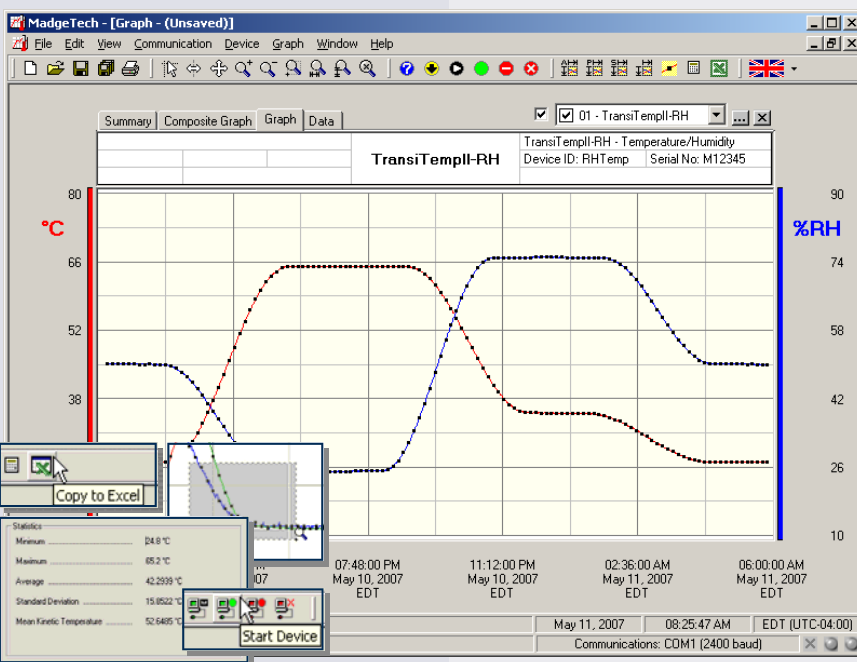 MadgeTech - [Graph - (Unsaved)]
File Edit View Communication Device Graph Window Help
Summary Composite Graph Graph Data
01 - TransiTempII-RH
...
TransiTempII-RH
TransiTempII-RH - Temperature/Humidity
Device ID: RHTemp Serial No: M12345
80 90
°C %RH
66 74
52 58
38 42
26
10
Copy to Excel
Statistics
Minimum 24.8 °C
Maximum 65.2 °C
Average 42.2939 °C
Standard Deviation 15.8522 °C
Mean Kinetic Temperature 52.6485 °C
Start Device
07:48:00 PM 11:12:00 PM 02:36:00 AM 06:00:00 AM
May 10, 2007 May 10, 2007 May 11, 2007 May 11, 2007
EDT EDT EDT EDT
May 11, 2007 08:25:47 AM EDT (UTC-04:00)
Communications: COM1 (2400 baud)